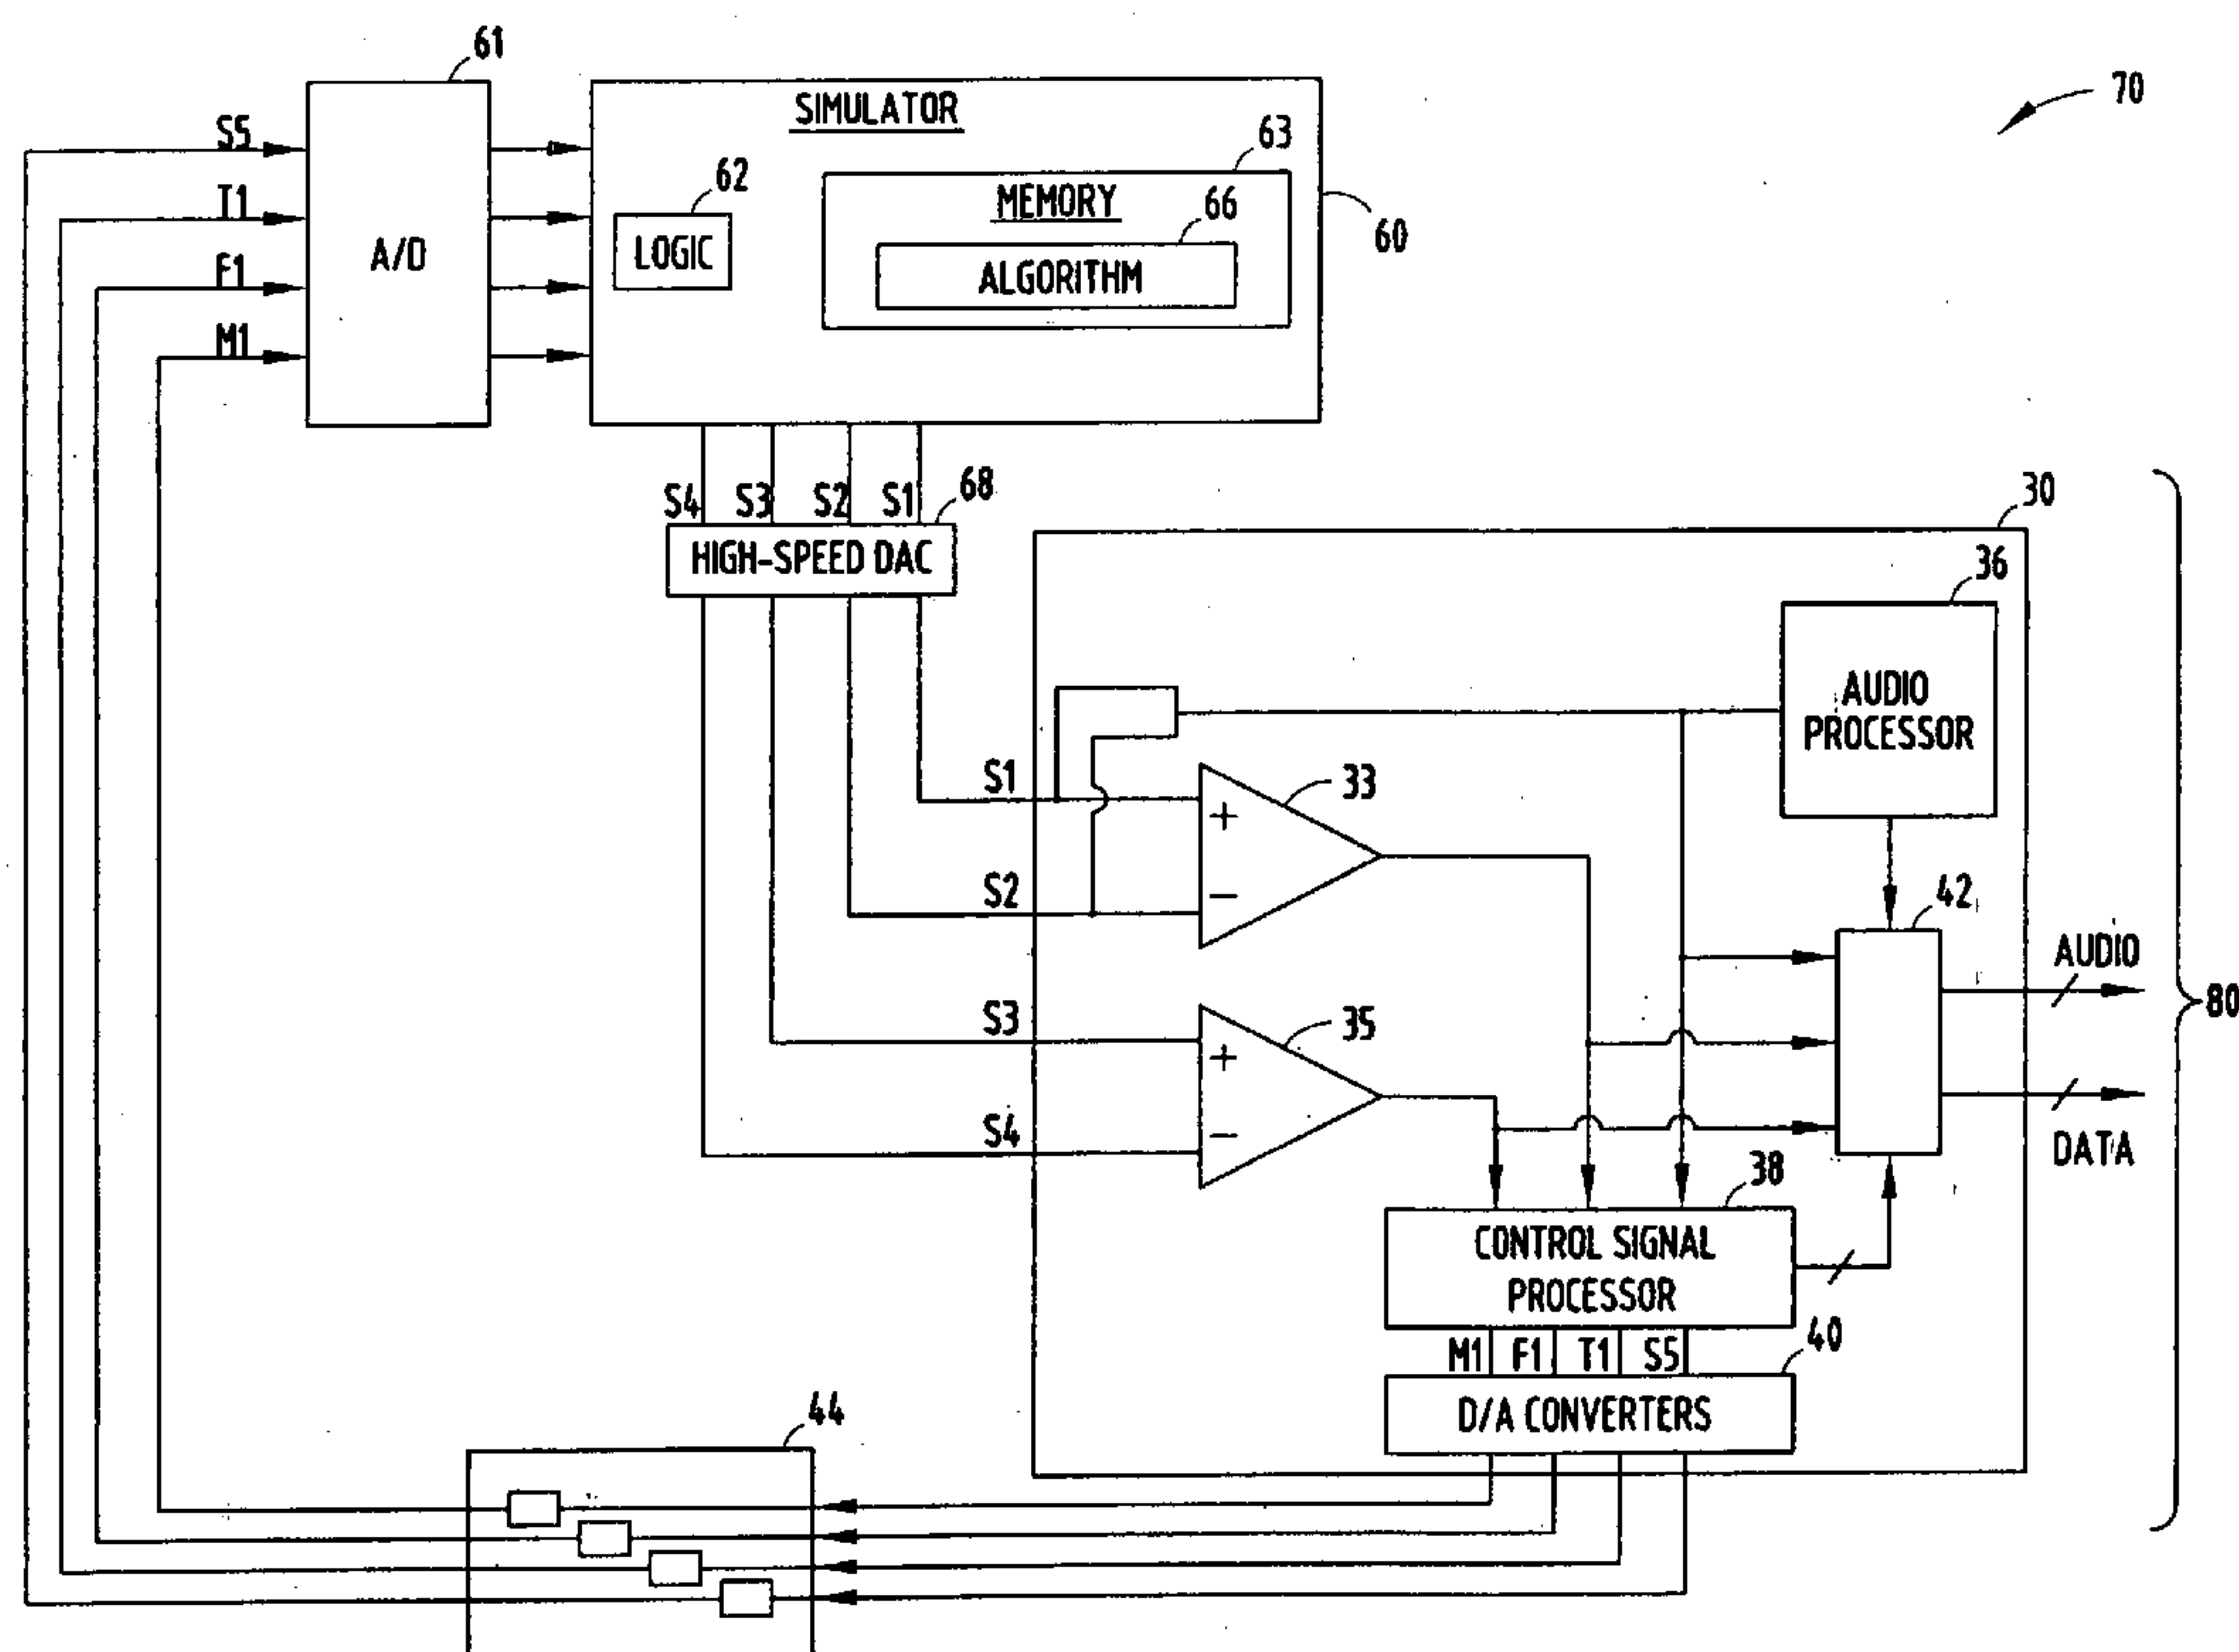 61
70
SIMULATOR
63
S5
62
MEMORY
T1
66
60
A/D
LOGIC
ALGORITHM
F1
M1
S4 S3 S2 S1
68
30
HIGH-SPEED DAC
36
AUDIO
PROCESSOR
S1
33
+
S2
−
42
AUDIO
80
S3
35
+
S4
−
DATA
38
CONTROL SIGNAL
PROCESSOR
M1 F1 T1 S5
40
D/A CONVERTERS
44